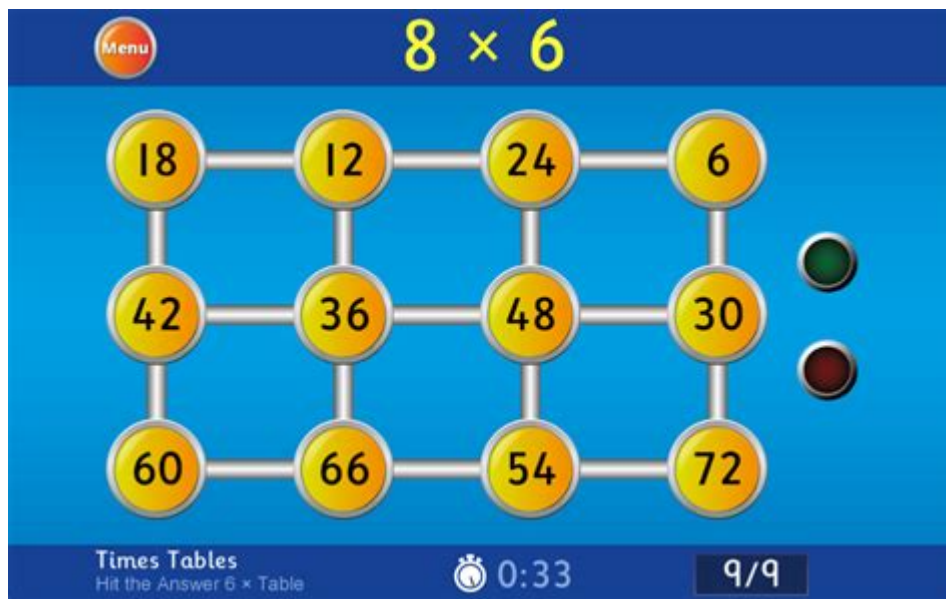 Menu
8 × 6
18 12 24 6
42 36 48 30
60 66 54 72
Times Tables
Hit the Answer 6 × Table
0:33
9/9